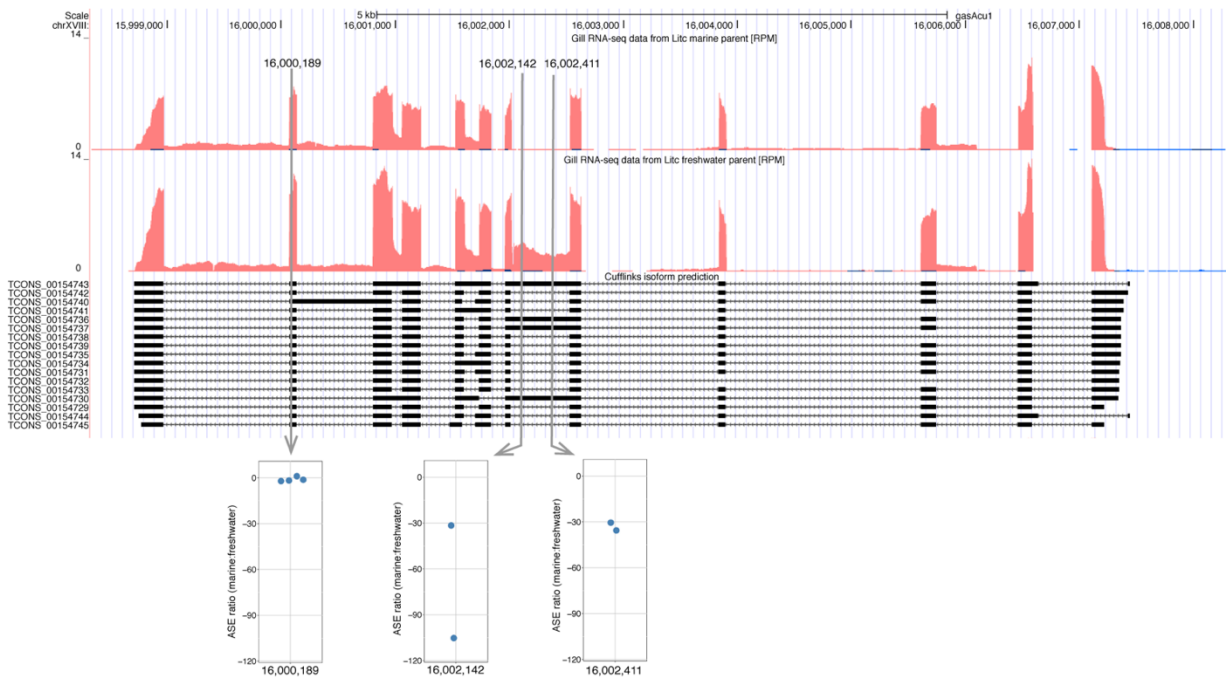 Scale 5 kb gasAcu1
chrXVIII: 15,999,000 16,000,000 16,001,000 16,002,000 16,003,000 16,004,000 16,005,000 16,006,000 16,007,000 16,008,000
14 _ Gill RNA-seq data from Litc marine parent [RPM]
16,000,189 16,002,142 16,002,411
0 _
14 _ Gill RNA-seq data from Litc freshwater parent [RPM]
0 _
Cufflinks isoform prediction
TCONS_00154743
TCONS_00154742
TCONS_00154740
TCONS_00154741
TCONS_00154736
TCONS_00154737
TCONS_00154738
TCONS_00154739
TCONS_00154735
TCONS_00154734
TCONS_00154731
TCONS_00154732
TCONS_00154733
TCONS_00154730
TCONS_00154729
TCONS_00154744
TCONS_00154745
ASE ratio (marine:freshwater)
0
−30
−60
−90
−120
16,000,189
ASE ratio (marine:freshwater)
0
−30
−60
−90
−120
16,002,142
ASE ratio (marine:freshwater)
0
−30
−60
−90
−120
16,002,411